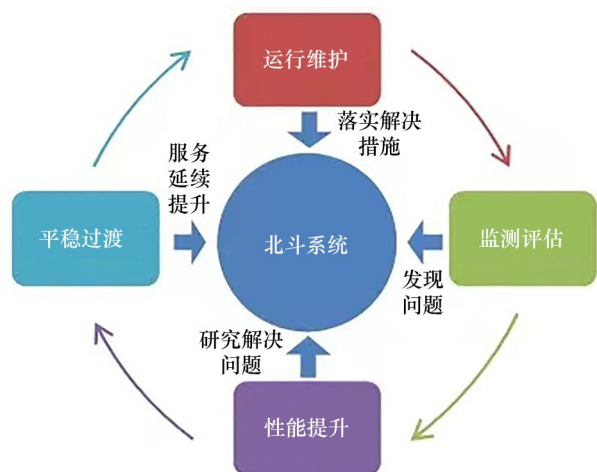 运行维护
落实解决
措施
服务
延续
提升
平稳过渡
北斗系统
监测评估
发现
问题
研究解决
问题
性能提升